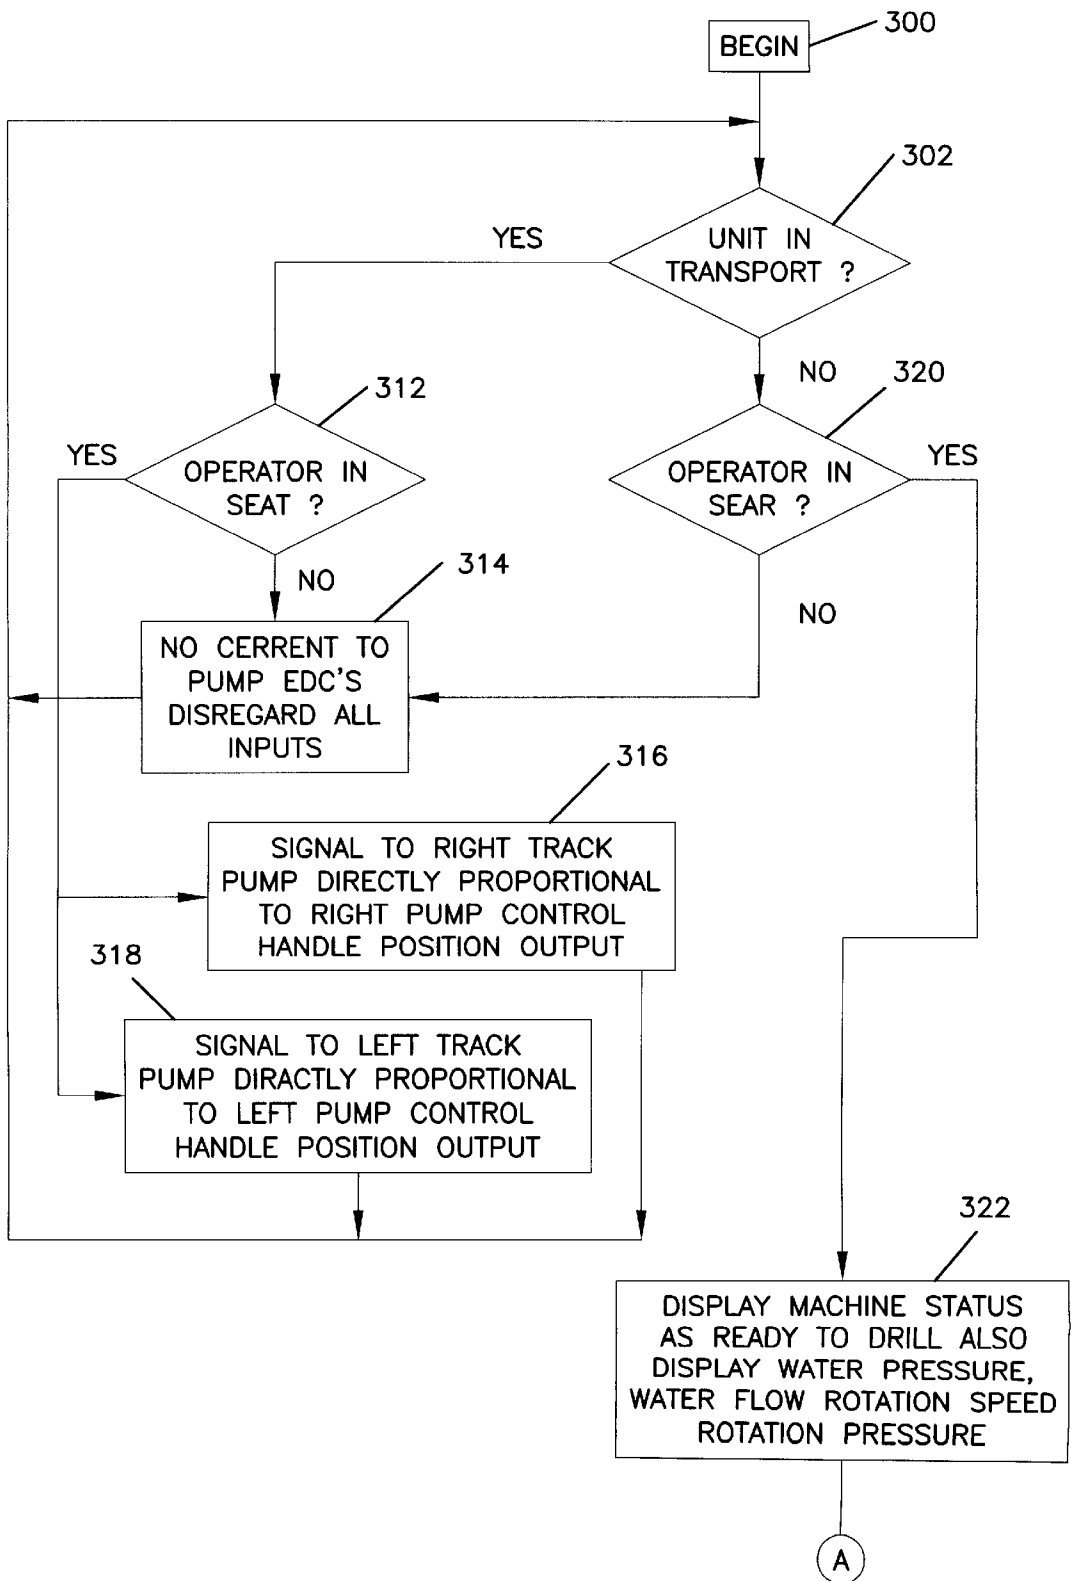 BEGIN
300
302
YES
UNIT IN
TRANSPORT ?
NO
312
320
YES
OPERATOR IN
SEAT ?
OPERATOR IN
SEAR ?
YES
NO
314
NO
NO CERRENT TO
PUMP EDC'S
DISREGARD ALL
INPUTS
316
SIGNAL TO RIGHT TRACK
PUMP DIRECTLY PROPORTIONAL
TO RIGHT PUMP CONTROL
HANDLE POSITION OUTPUT
318
SIGNAL TO LEFT TRACK
PUMP DIRACTLY PROPORTIONAL
TO LEFT PUMP CONTROL
HANDLE POSITION OUTPUT
322
DISPLAY MACHINE STATUS
AS READY TO DRILL ALSO
DISPLAY WATER PRESSURE,
WATER FLOW ROTATION SPEED
ROTATION PRESSURE
A